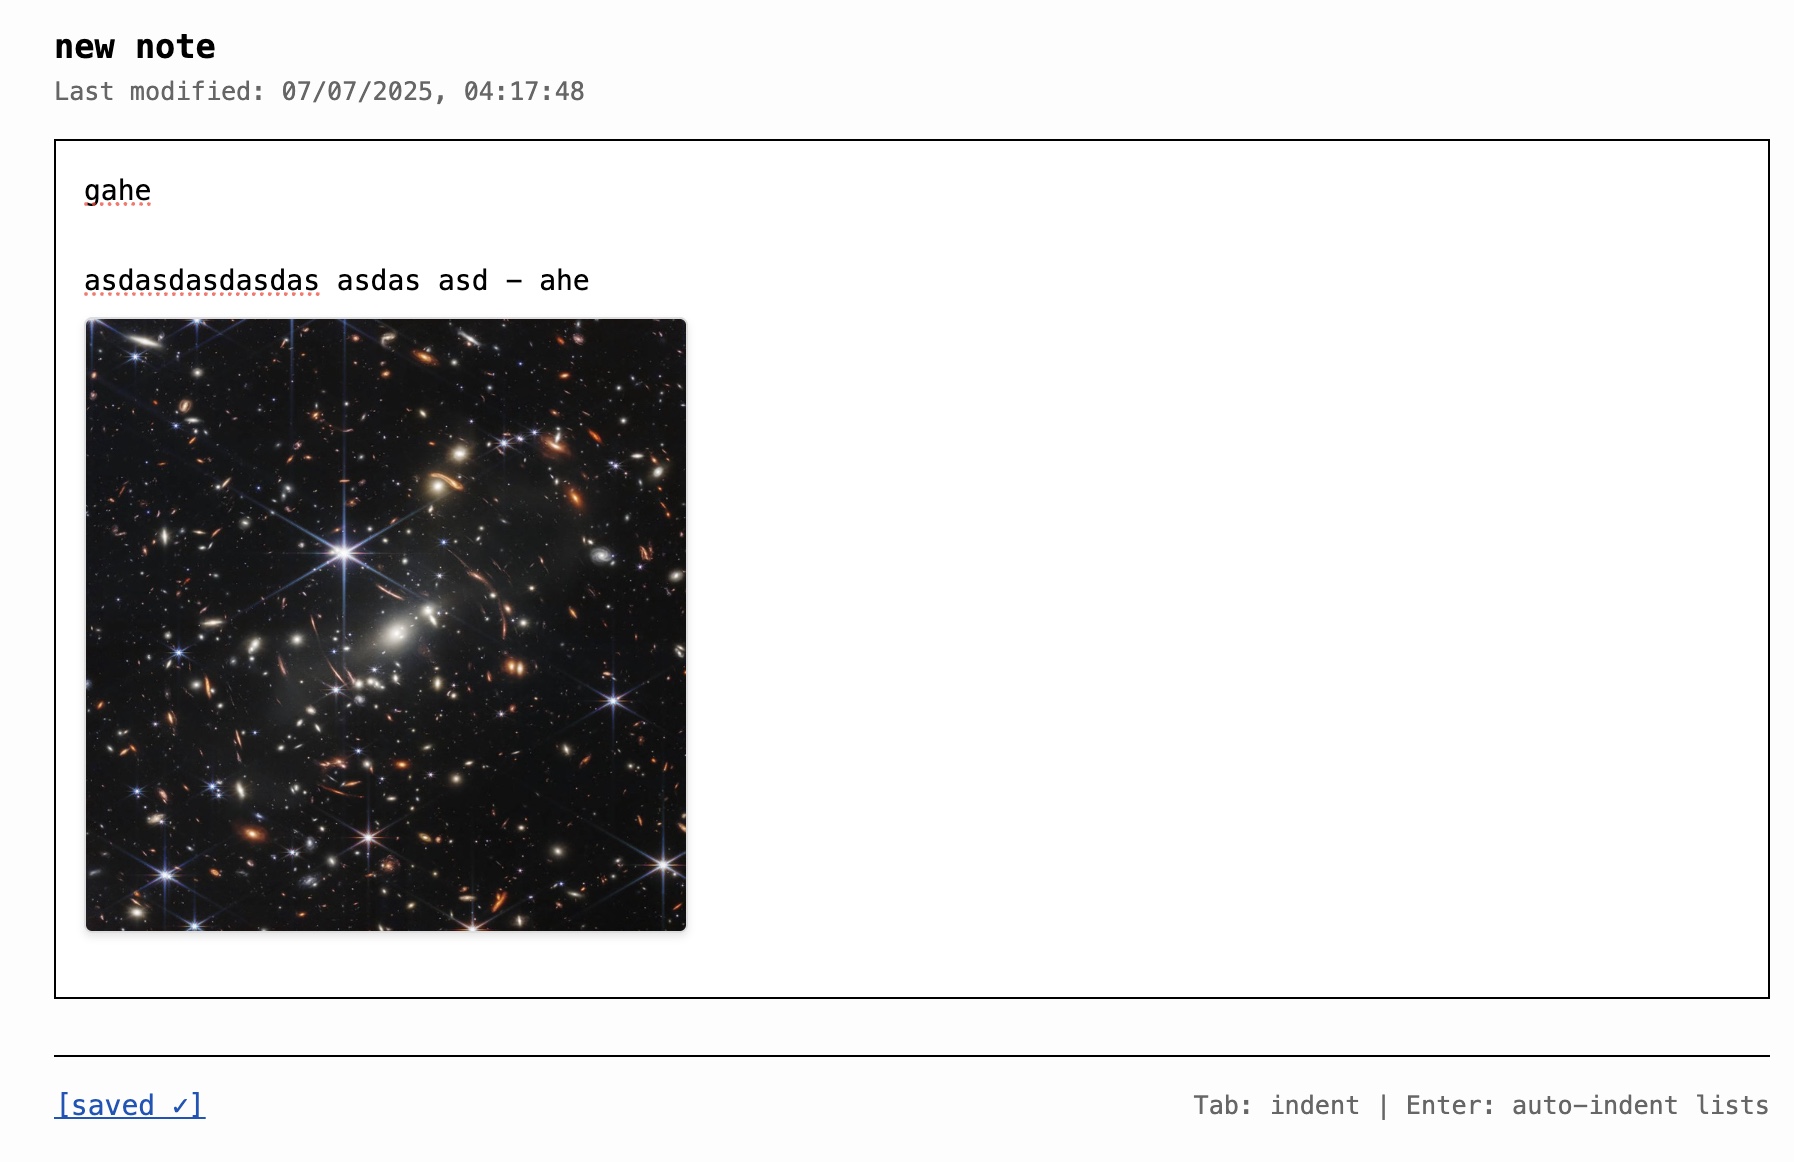 new note
Last modified: 07/07/2025, 04:17:48
gahe
asdasdasdasdas asdas asd – ahe
[saved ✓]
Tab: indent | Enter: auto–indent lists